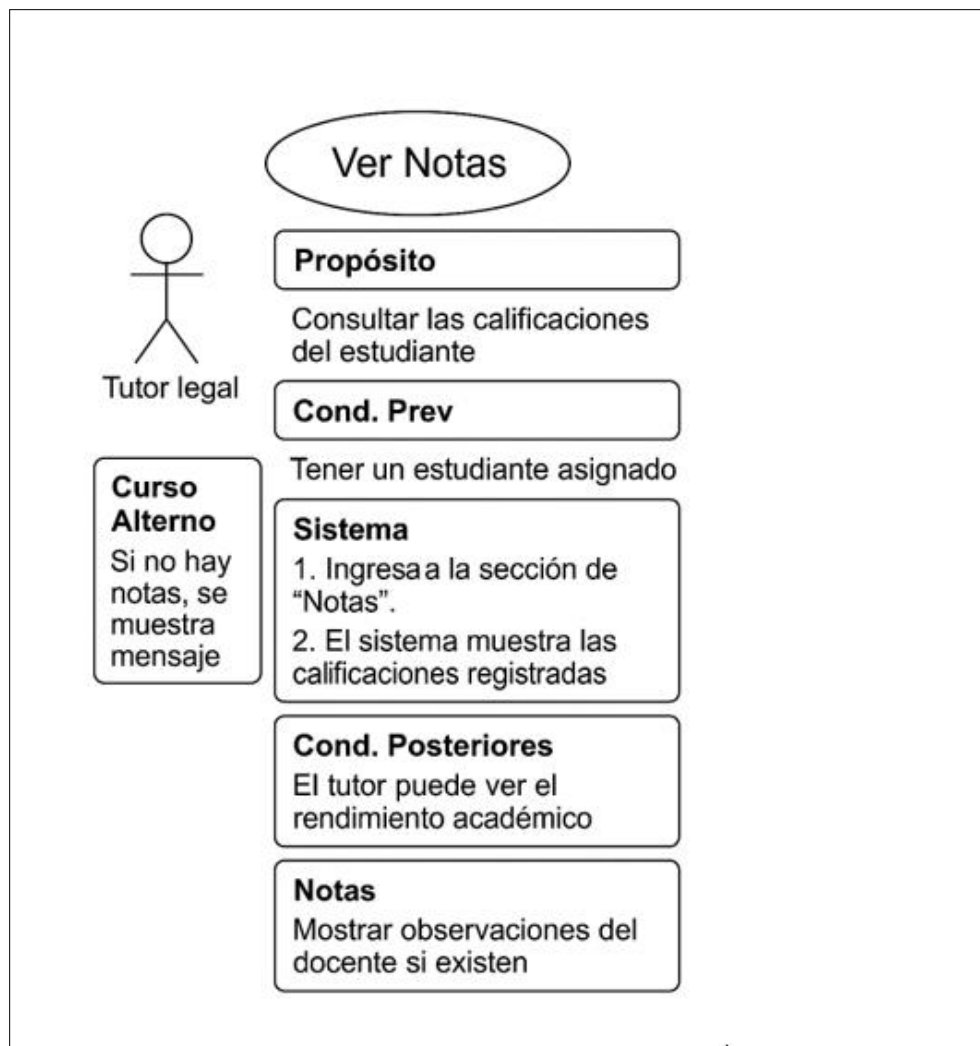 Ver Notas
Propósito
Consultar las calificaciones
del estudiante
Tutor legal
Cond. Prev
Tener un estudiante asignado
Curso
Alterno
Si no hay
notas, se
muestra
mensaje
Sistema
1. Ingresa a la sección de
“Notas”.
2. El sistema muestra las
calificaciones registradas
Cond. Posteriores
El tutor puede ver el
rendimiento académico
Notas
Mostrar observaciones del
docente si existen